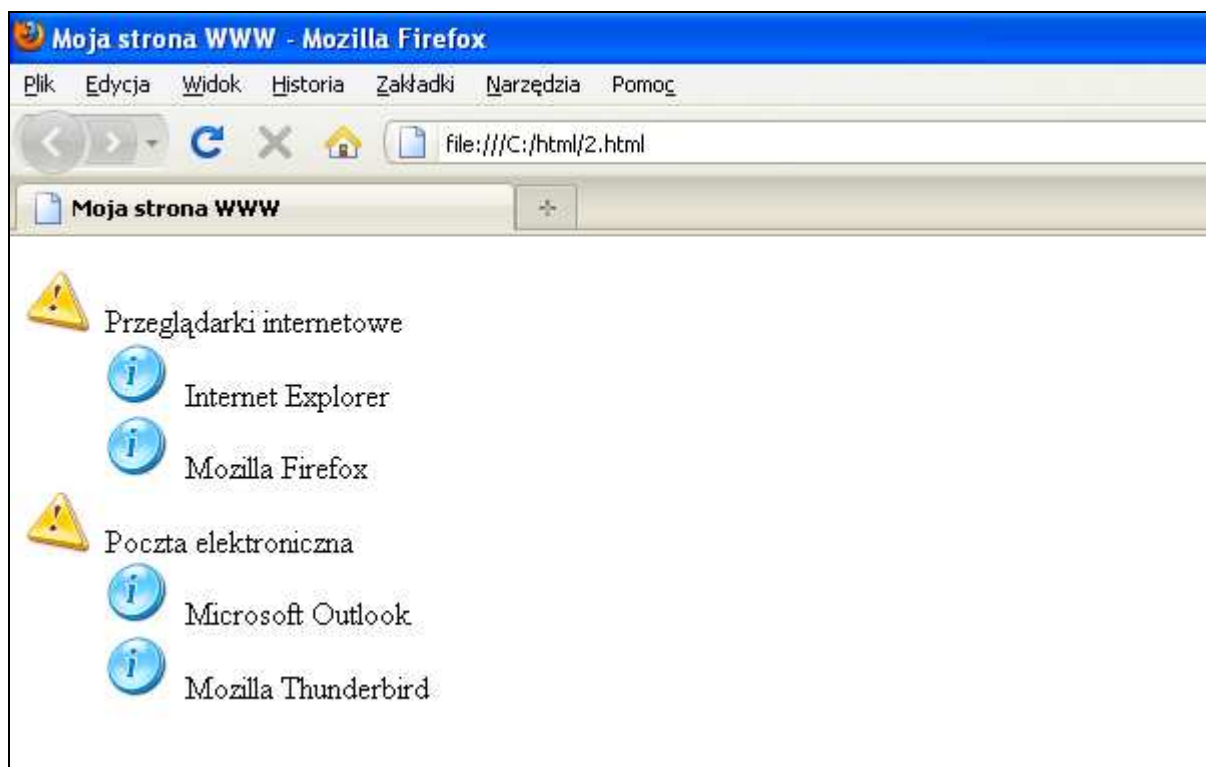 Moja strona WWW - Mozilla Firefox
Plik Edycja Widok Historia Zakładki Narzędzia Pomoc
file:///C:/html/2.html
Moja strona WWW
Przeglądarki internetowe
Internet Explorer
Mozilla Firefox
Poczta elektroniczna
Microsoft Outlook
Mozilla Thunderbird